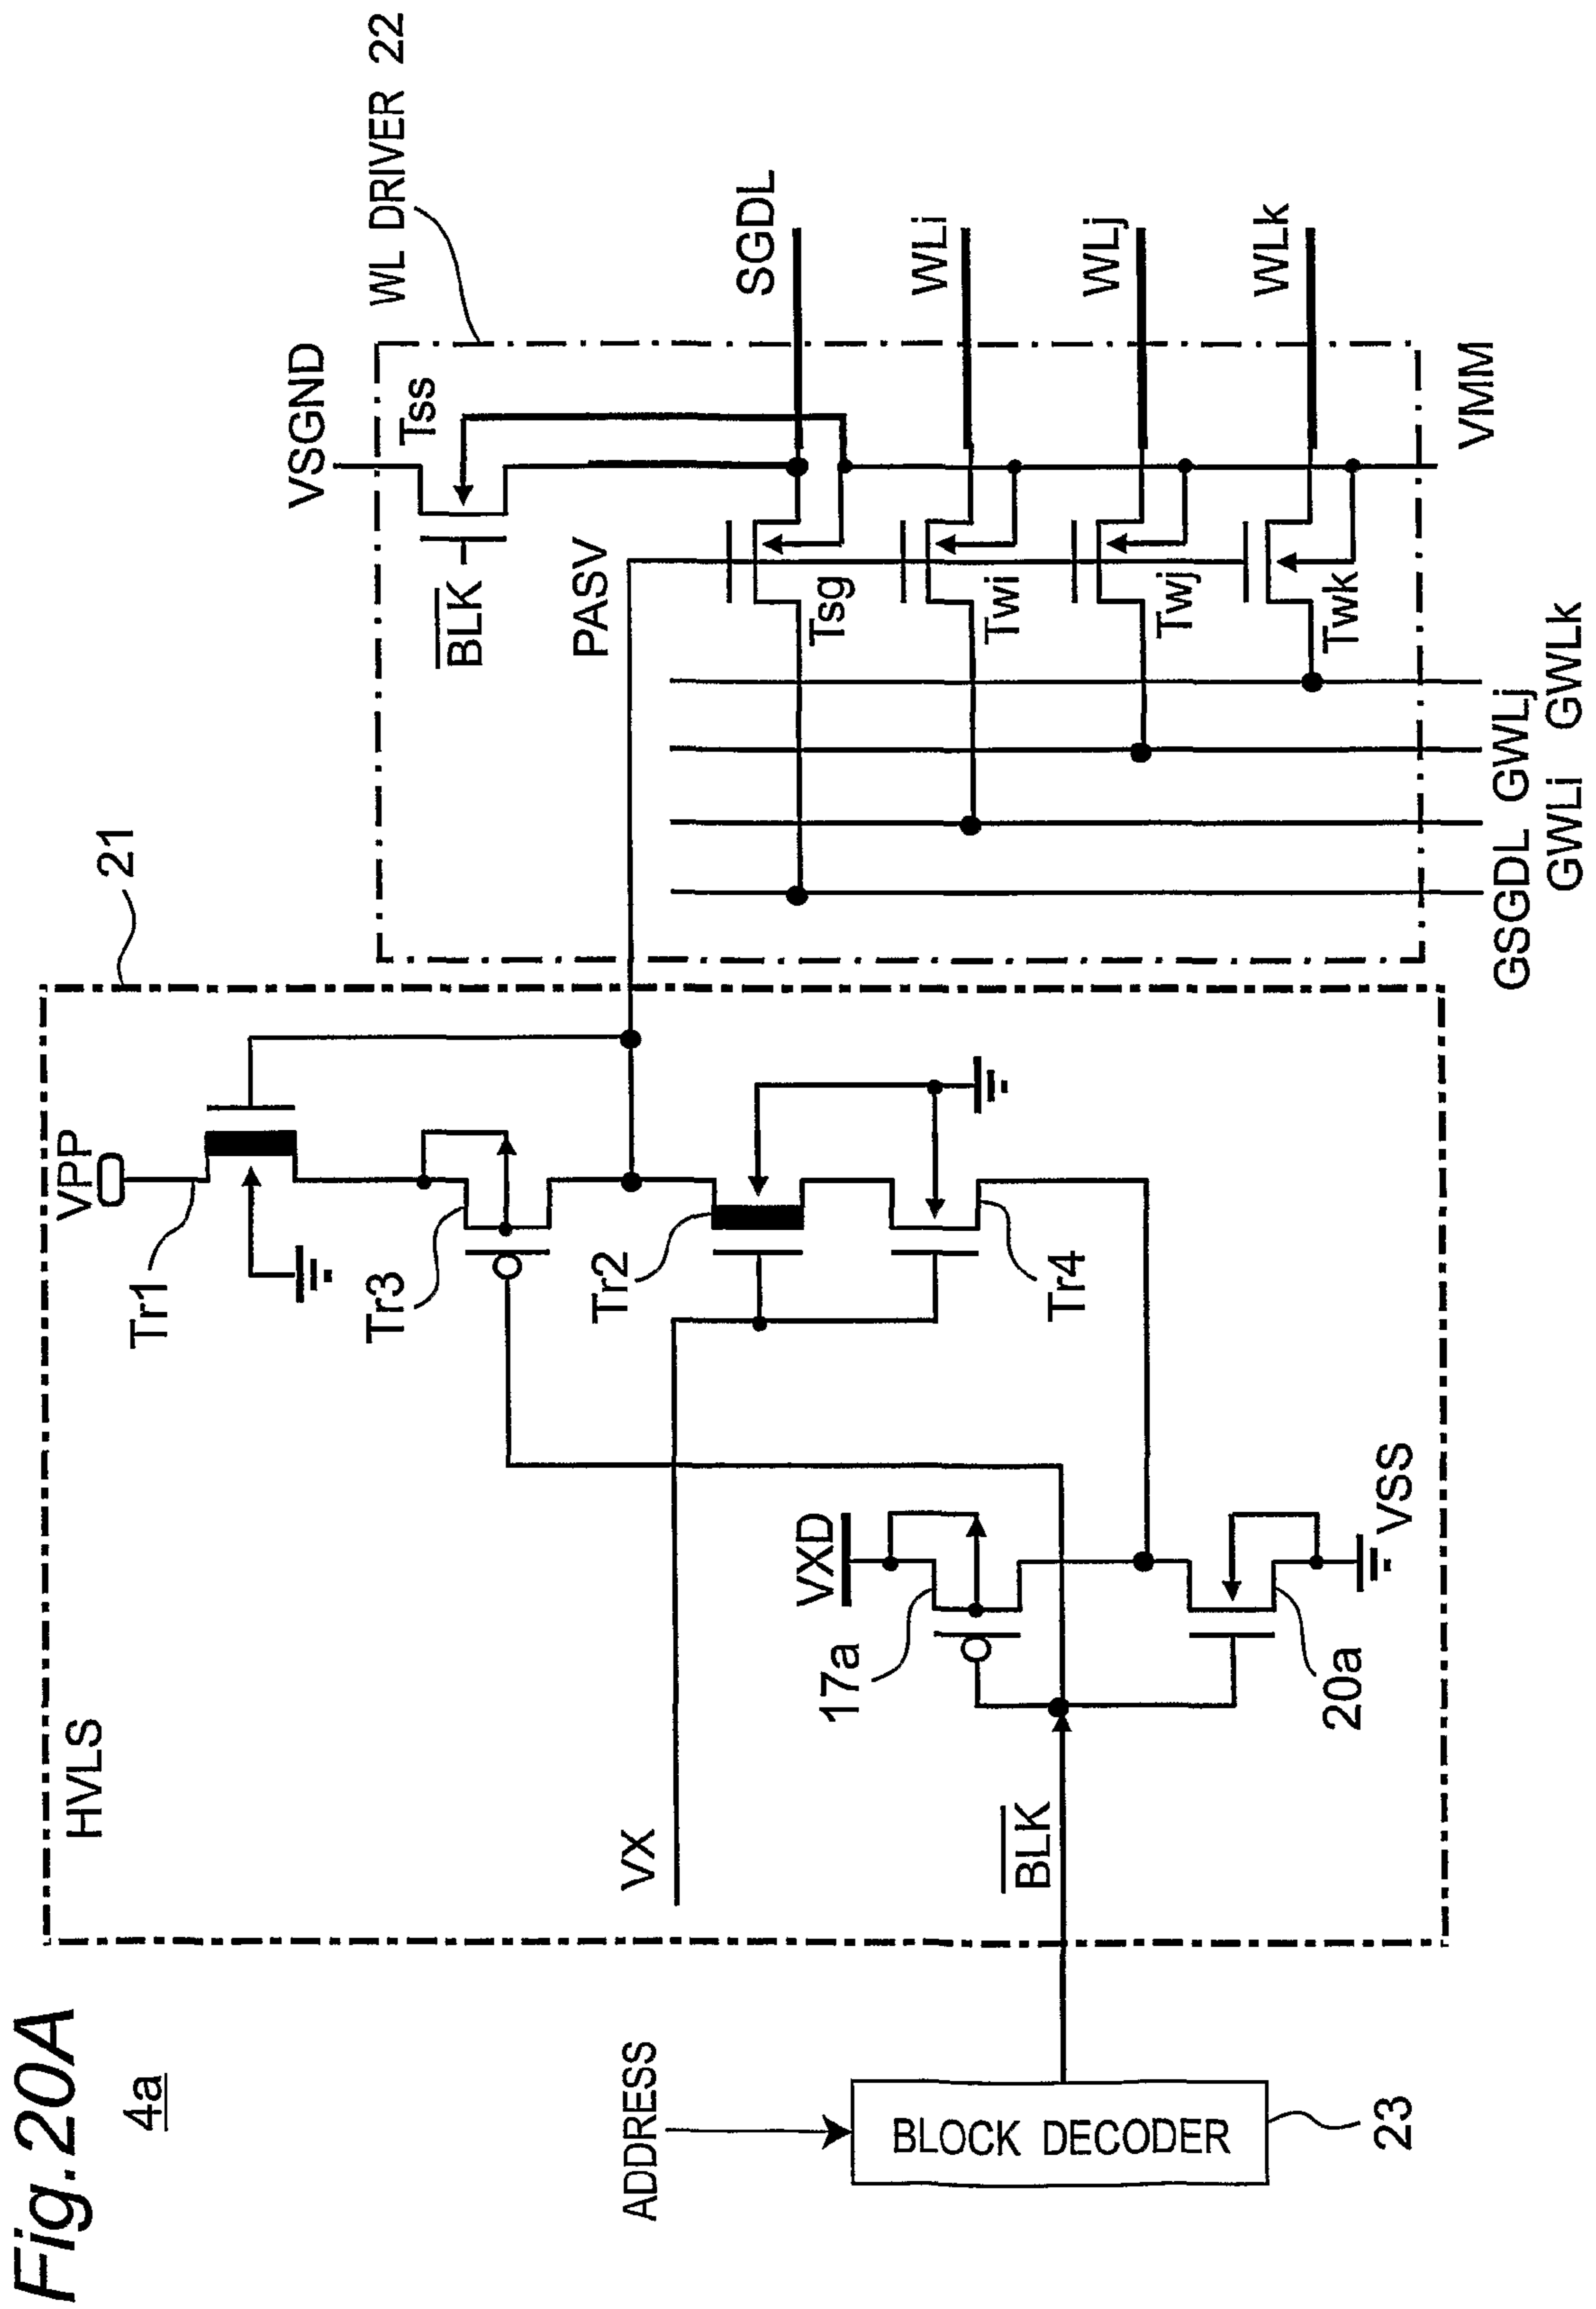 Fig.20A
4a
ADDRESS
BLOCK DECODER
23
HVLS
21
VPP
Tr1
Tr3
Tr2
Tr4
VX
BLK
VXD
17a
20a
VSS
WL DRIVER 22
VSGND
Tss
BLK
PASV
Tsg
Twi
Twj
Twk
SGDL
WLi
WLj
WLk
VMM
GSGDL GWLj
GWLi GWLk